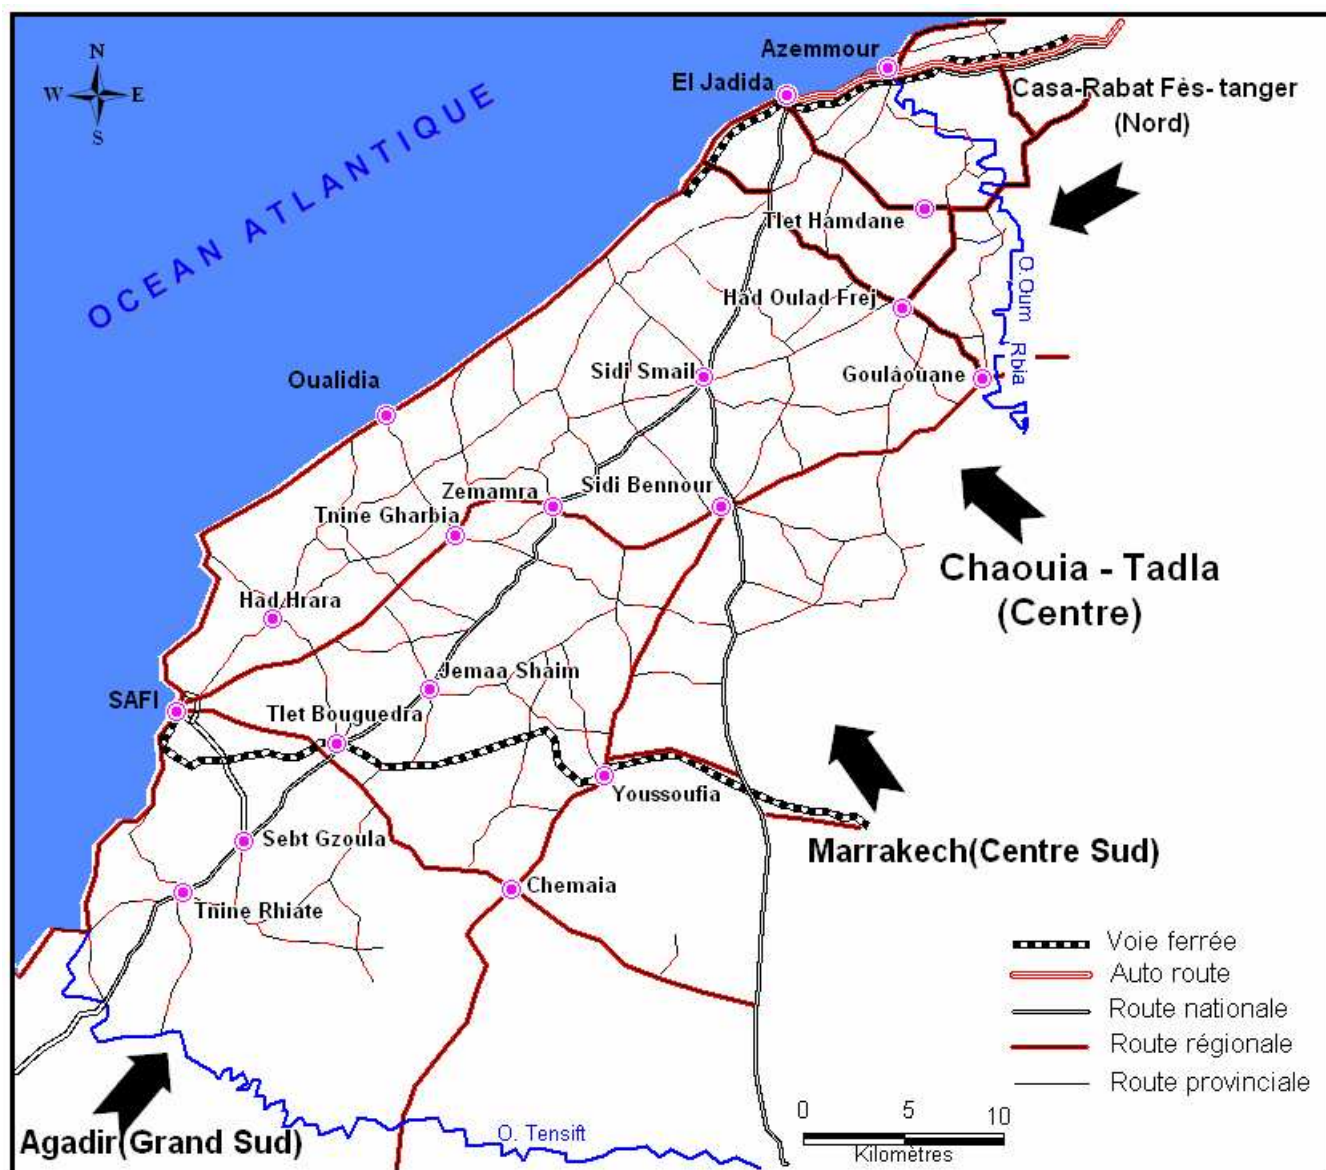 N
W E
S
OCEAN ATLANTIQUE
Azemmour
El Jadida
Casa-Rabat Fès- tanger
(Nord)
Tlet Hamdane
O. Oum Rbia
Had Oulad Frej
Sidi Smail
Goulâouane
Oualidia
Zemamra
Sidi Bennour
Tnine Gharbia
Chaouia - Tadla
(Centre)
Had Hrara
Jemaa Shaim
SAFI
Tlet Bouguedra
Youssoufia
Marrakech(Centre Sud)
Sebt Gzoula
Chemaia
Tnine Rhiate
Voie ferrée
Auto route
Route nationale
Route régionale
Route provinciale
0 5 10
Kilomètres
Agadir(Grand Sud)
O. Tensift